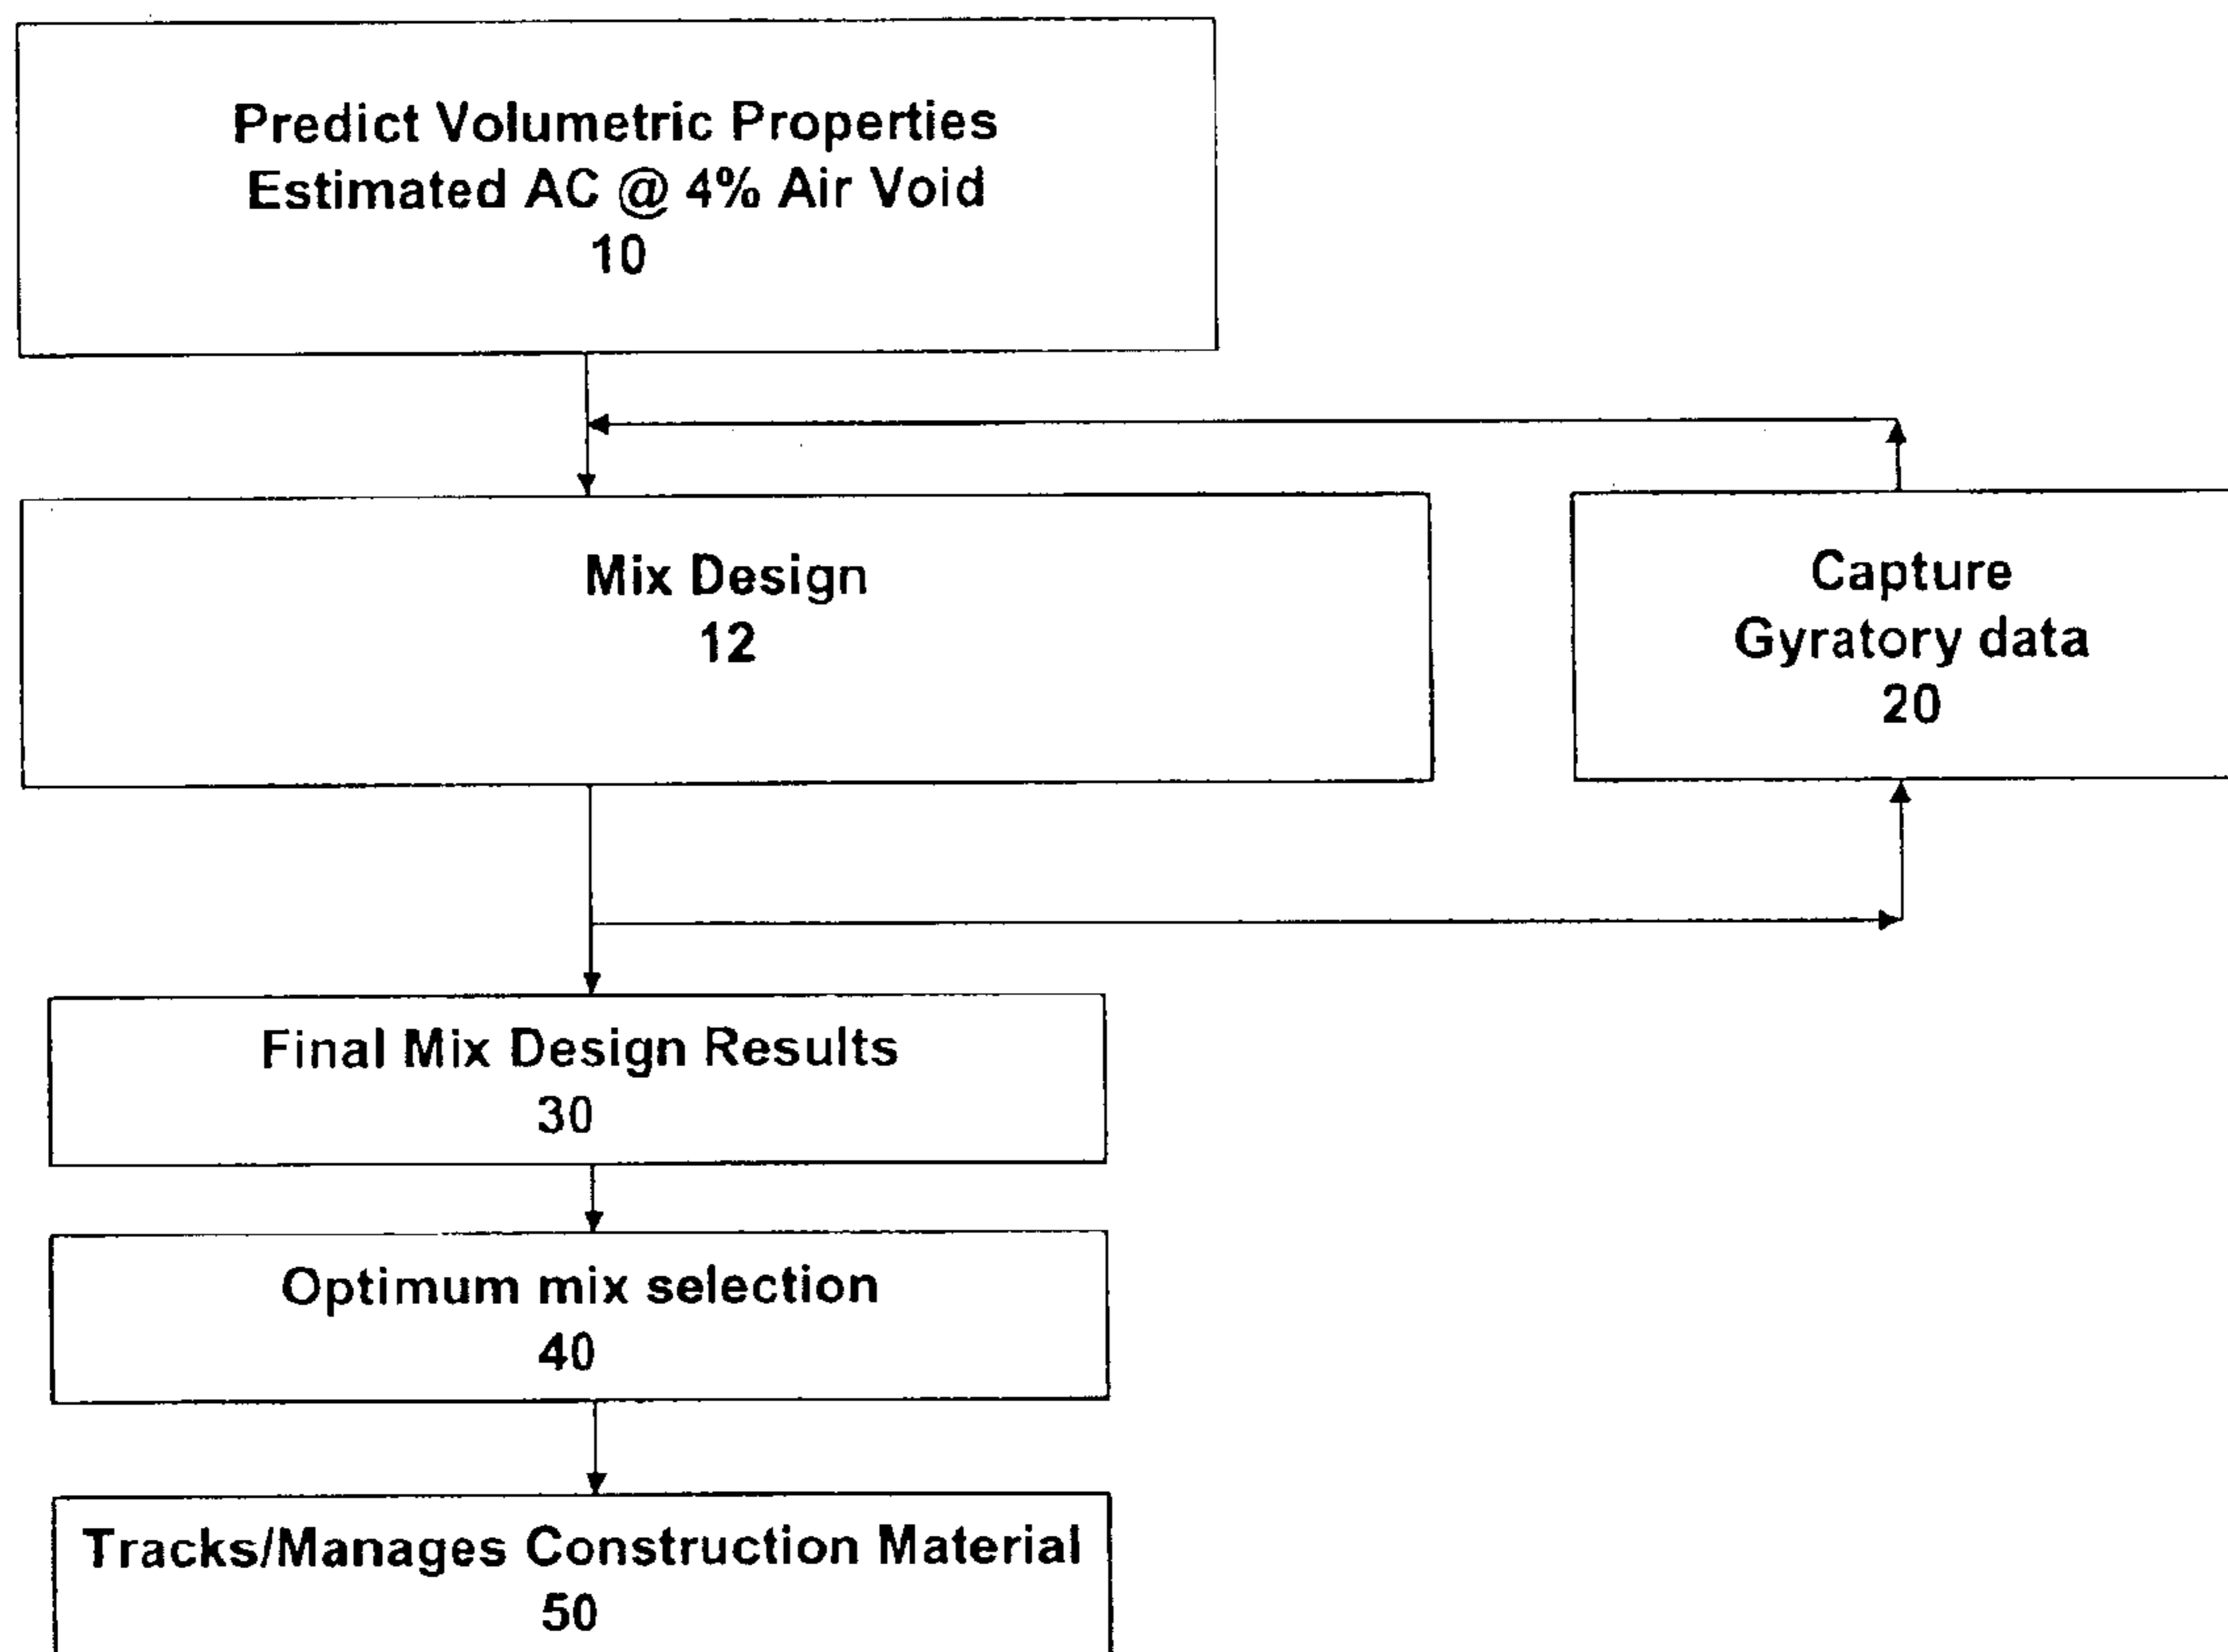 Predict Volumetric Properties
Estimated AC @ 4% Air Void
10
Mix Design
12
Capture
Gyratory data
20
Final Mix Design Results
30
Optimum mix selection
40
Tracks/Manages Construction Material
50